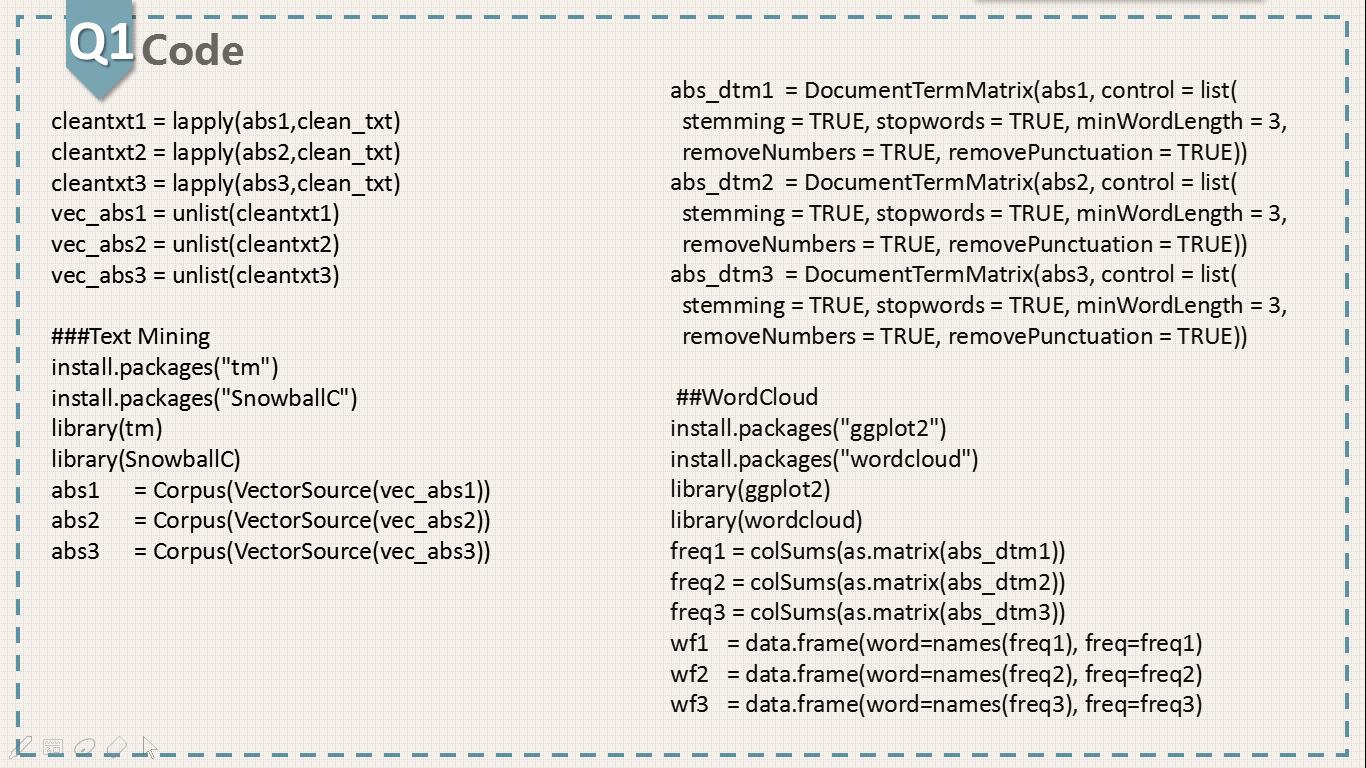 Q1 Code
cleantxt1 = lapply(abs1,clean_txt)
cleantxt2 = lapply(abs2,clean_txt)
cleantxt3 = lapply(abs3,clean_txt)
vec_abs1 = unlist(cleantxt1)
vec_abs2 = unlist(cleantxt2)
vec_abs3 = unlist(cleantxt3)
###Text Mining
install.packages("tm")
install.packages("SnowballC")
library(tm)
library(SnowballC)
abs1 = Corpus(VectorSource(vec_abs1))
abs2 = Corpus(VectorSource(vec_abs2))
abs3 = Corpus(VectorSource(vec_abs3))
abs_dtm1 = DocumentTermMatrix(abs1, control = list(
stemming = TRUE, stopwords = TRUE, minWordLength = 3,
removeNumbers = TRUE, removePunctuation = TRUE))
abs_dtm2 = DocumentTermMatrix(abs2, control = list(
stemming = TRUE, stopwords = TRUE, minWordLength = 3,
removeNumbers = TRUE, removePunctuation = TRUE))
abs_dtm3 = DocumentTermMatrix(abs3, control = list(
stemming = TRUE, stopwords = TRUE, minWordLength = 3,
removeNumbers = TRUE, removePunctuation = TRUE))
##WordCloud
install.packages("ggplot2")
install.packages("wordcloud")
library(ggplot2)
library(wordcloud)
freq1 = colSums(as.matrix(abs_dtm1))
freq2 = colSums(as.matrix(abs_dtm2))
freq3 = colSums(as.matrix(abs_dtm3))
wf1 = data.frame(word=names(freq1), freq=freq1)
wf2 = data.frame(word=names(freq2), freq=freq2)
wf3 = data.frame(word=names(freq3), freq=freq3)